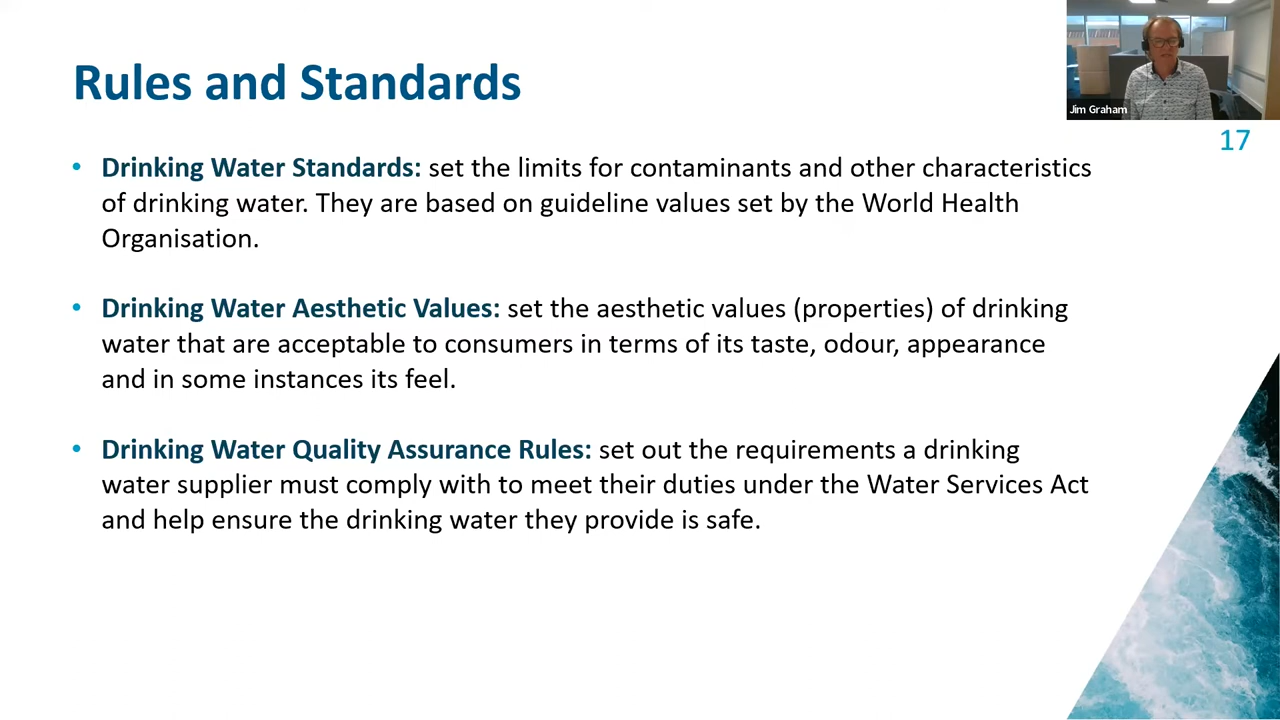 Rules and Standards
Jim Graham
17
• Drinking Water Standards: set the limits for contaminants and other characteristics
of drinking water. They are based on guideline values set by the World Health
Organisation.
• Drinking Water Aesthetic Values: set the aesthetic values (properties) of drinking
water that are acceptable to consumers in terms of its taste, odour, appearance
and in some instances its feel.
• Drinking Water Quality Assurance Rules: set out the requirements a drinking
water supplier must comply with to meet their duties under the Water Services Act
and help ensure the drinking water they provide is safe.